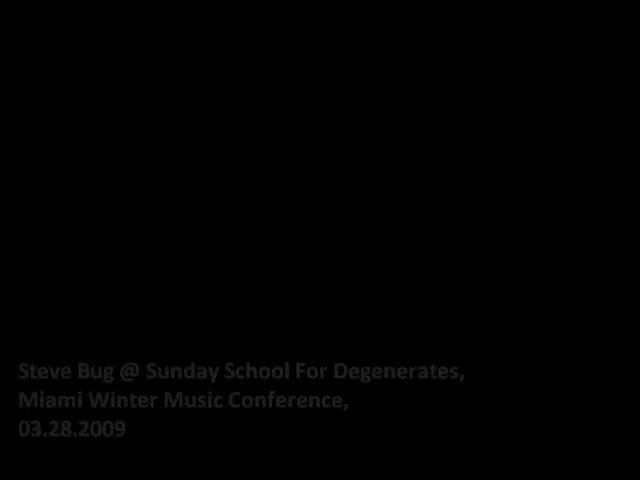 Steve Bug @ Sunday School For Degenerates,
Miami Winter Music Conference,
03.28.2009